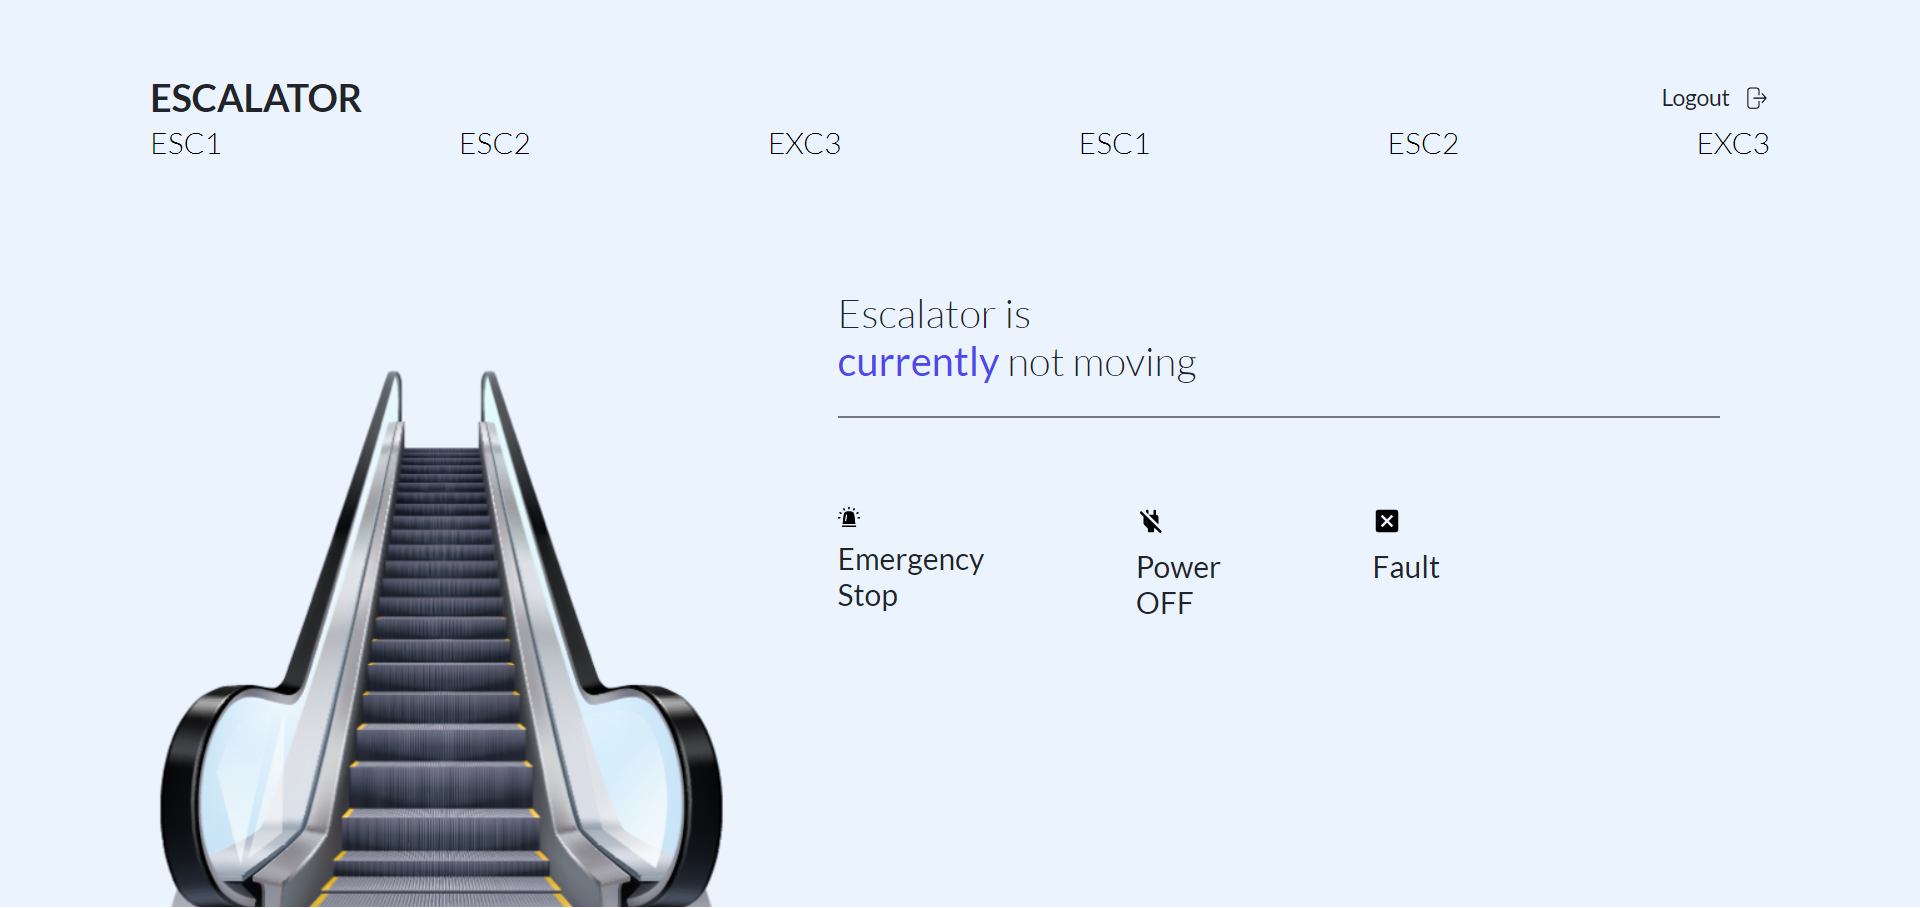 ESCALATOR
Logout
ESC1 ESC2 EXC3 ESC1 ESC2 EXC3
Escalator is
currently not moving
Emergency
Stop
Power
OFF
Fault